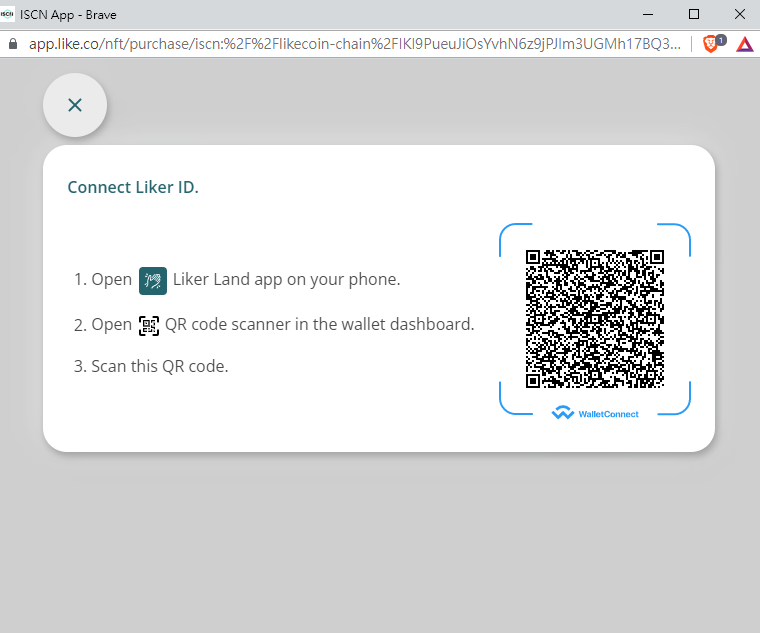 ISCN App - Brave
app.like.co/nft/purchase/iscn:%2F%2Flikecoin-chain%2FIKI9PueuJiOsYvhN6z9jPJIm3UGMh17BQ3...
1
Connect Liker ID.
1. Open Liker Land app on your phone.
2. Open QR code scanner in the wallet dashboard.
3. Scan this QR code.
WalletConnect